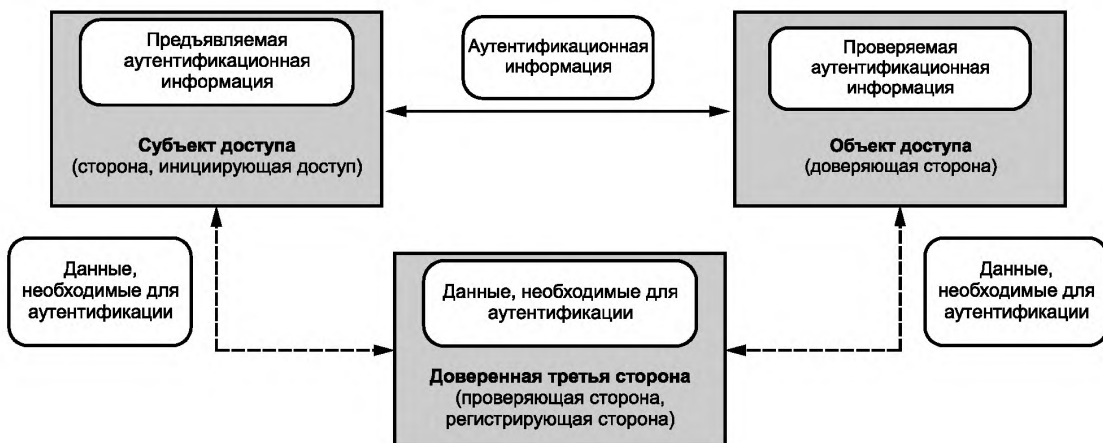 Предъявляемая
аутентификационная
информация
Субъект доступа
(сторона, инициирующая доступ)
Аутентификационная
информация
Проверяемая
аутентификационная
информация
Объект доступа
(доверяющая сторона)
Данные,
необходимые для
аутентификации
Данные, необходимые для
аутентификации
Доверенная третья сторона
(проверяющая сторона,
регистрирующая сторона)
Данные,
необходимые для
аутентификации